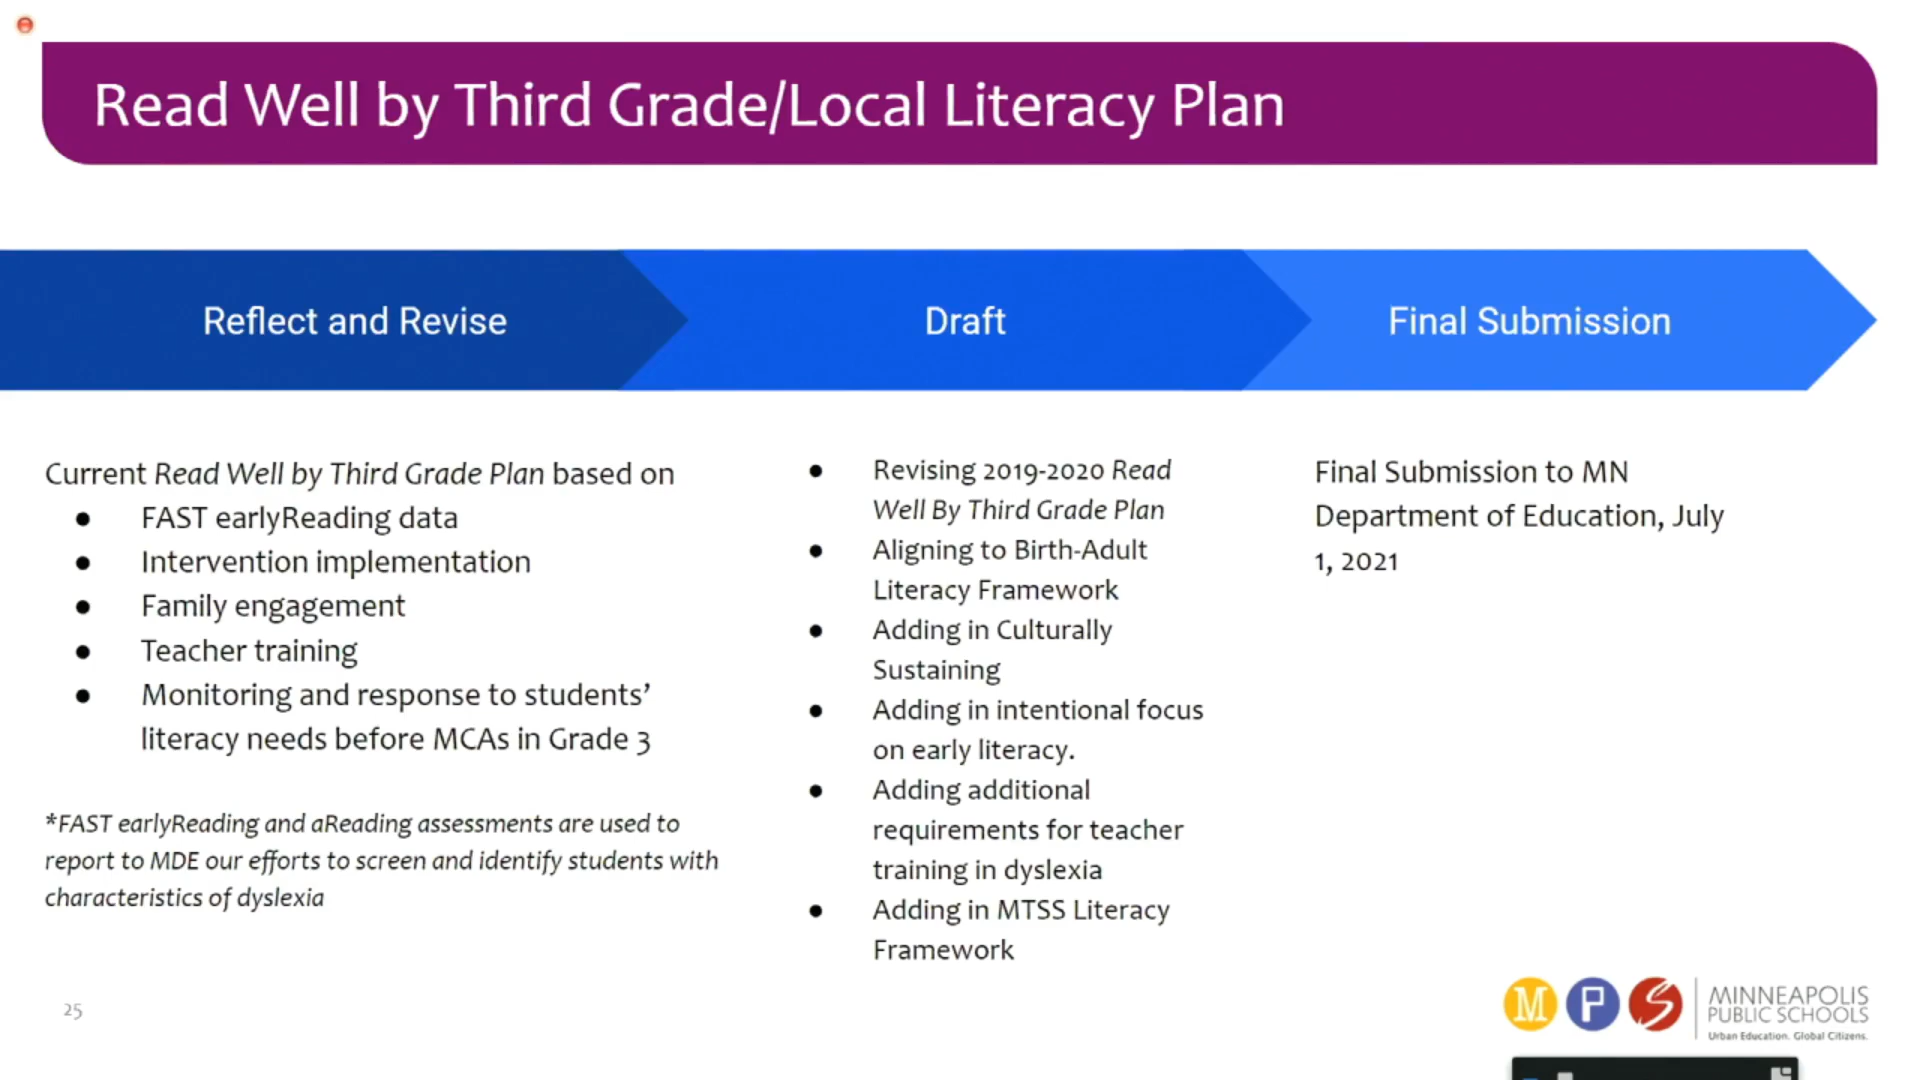 Read Well by Third Grade/Local Literacy Plan
Reflect and Revise
Draft
Final Submission
Current Read Well by Third Grade Plan based on
● FAST earlyReading data
● Intervention implementation
● Family engagement
● Teacher training
● Monitoring and response to students’
literacy needs before MCAs in Grade 3
*FAST earlyReading and aReading assessments are used to
report to MDE our efforts to screen and identify students with
characteristics of dyslexia
● Revising 2019-2020 Read
Well By Third Grade Plan
● Aligning to Birth-Adult
Literacy Framework
● Adding in Culturally
Sustaining
● Adding in intentional focus
on early literacy.
● Adding additional
requirements for teacher
training in dyslexia
● Adding in MTSS Literacy
Framework
Final Submission to MN
Department of Education, July
1, 2021
25
M P S
MINNEAPOLIS
PUBLIC SCHOOLS
Urban Education. Global Citizens.